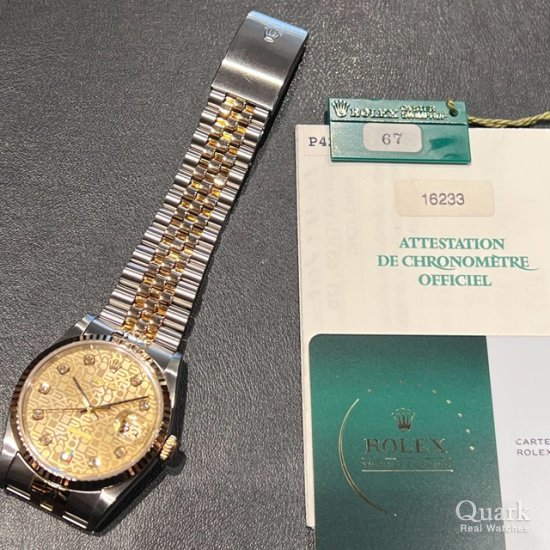 ROLEX
67
P4
16233
ATTESTATION
DE CHRONOMÈTRE
OFFICIEL
ROLEX
CARTE
ROLEX
Quark
Real Watches